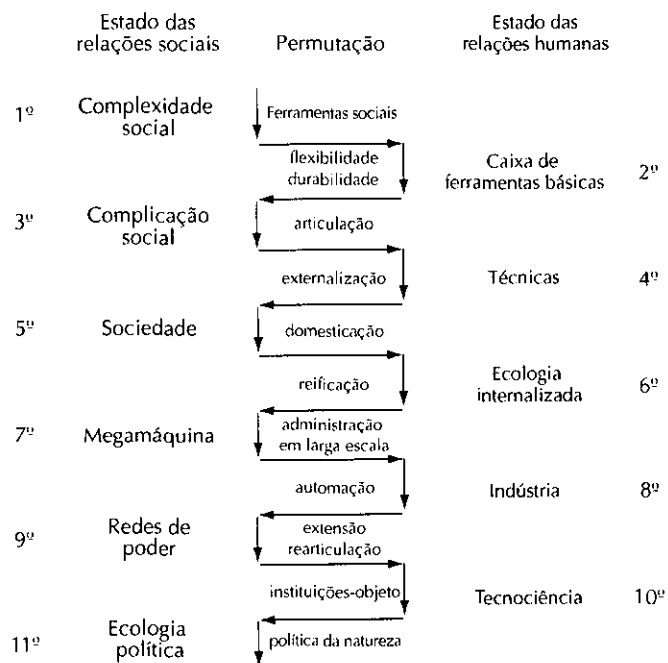 Estado das
relações sociais
Permutação
Estado das
relações humanas
1º
Complexidade
social
Ferramentas sociais
flexibilidade
durabilidade
Caixa de
ferramentas básicas
2º
3º
Complicação
social
articulação
externalização
Técnicas
4º
5º
Sociedade
domesticação
reificação
Ecologia
internalizada
6º
7º
Megamáquina
administração
em larga escala
automação
Indústria
8º
9º
Redes de
poder
extensão
rearticulação
instituições-objeto
Tecnociência
10º
11º
Ecologia
política
política da natureza